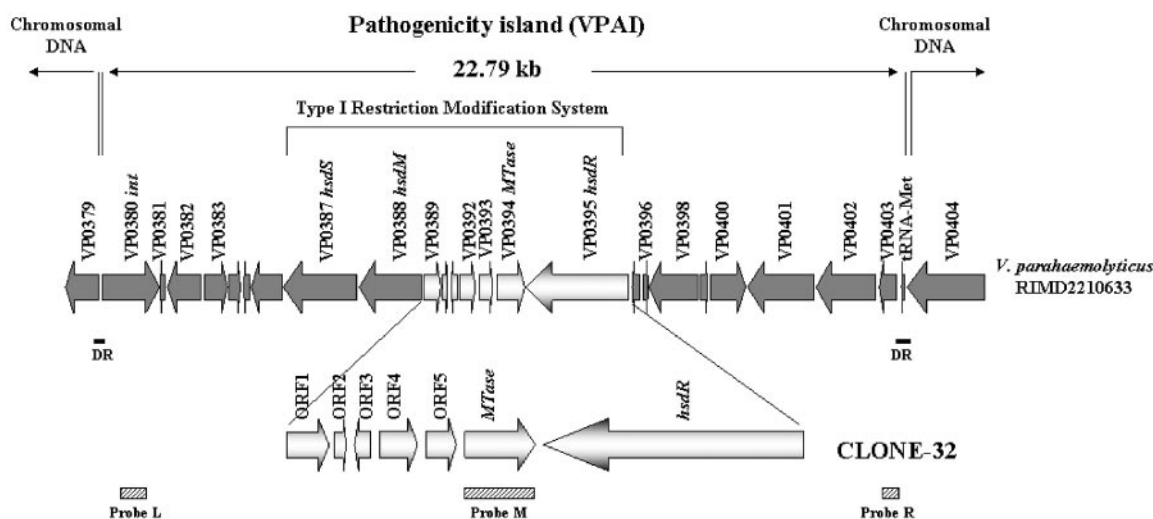 Chromosomal
DNA
Pathogenicity island (VPAI)
Chromosomal
DNA
22.79 kb
Type I Restriction Modification System
VP0379
VP0380 int
VP0381
VP0382
VP0383
VP0387 hsdS
VP0388 hsdM
VP0389
VP0392
VP0393
VP0394 MTase
VP0395 hsdR
VP0396
VP0398
VP0400
VP0401
VP0402
VP0403
tRNA-Met
VP0404
V. parahaemolyticus
RIMD2210633
DR
DR
ORF1
ORF2
ORF3
ORF4
ORF5
MTase
hsdR
CLONE-32
Probe L
Probe M
Probe R